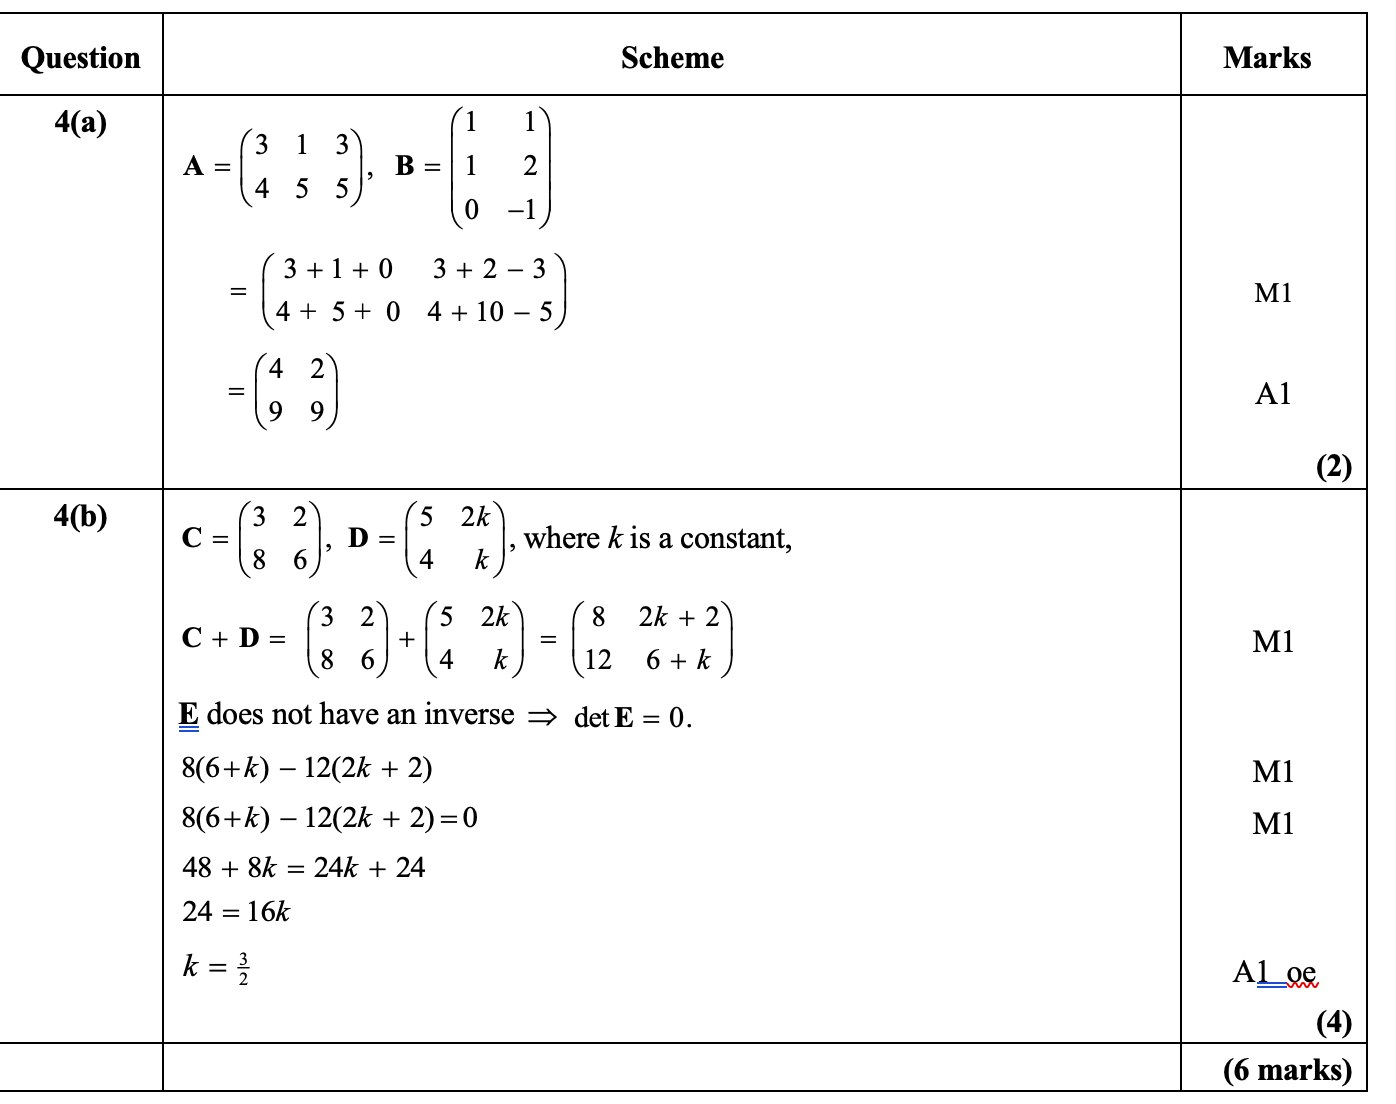 Question Scheme Marks
4(a)
A = (3 1 3
4 5 5), B = (1 1
1 2
0 −1)
= (3 + 1 + 0 3 + 2 − 3
4 + 5 + 0 4 + 10 − 5) M1
= (4 2
9 9) A1
(2)
4(b)
C = (3 2
8 6), D = (5 2k
4 k), where k is a constant,
C + D = (3 2
8 6) + (5 2k
4 k) = (8 2k + 2
12 6 + k) M1
E does not have an inverse ⇒ det E = 0.
8(6+k) − 12(2k + 2) M1
8(6+k) − 12(2k + 2) = 0 M1
48 + 8k = 24k + 24
24 = 16k
k = 3/2 A1 oe
(4)
(6 marks)